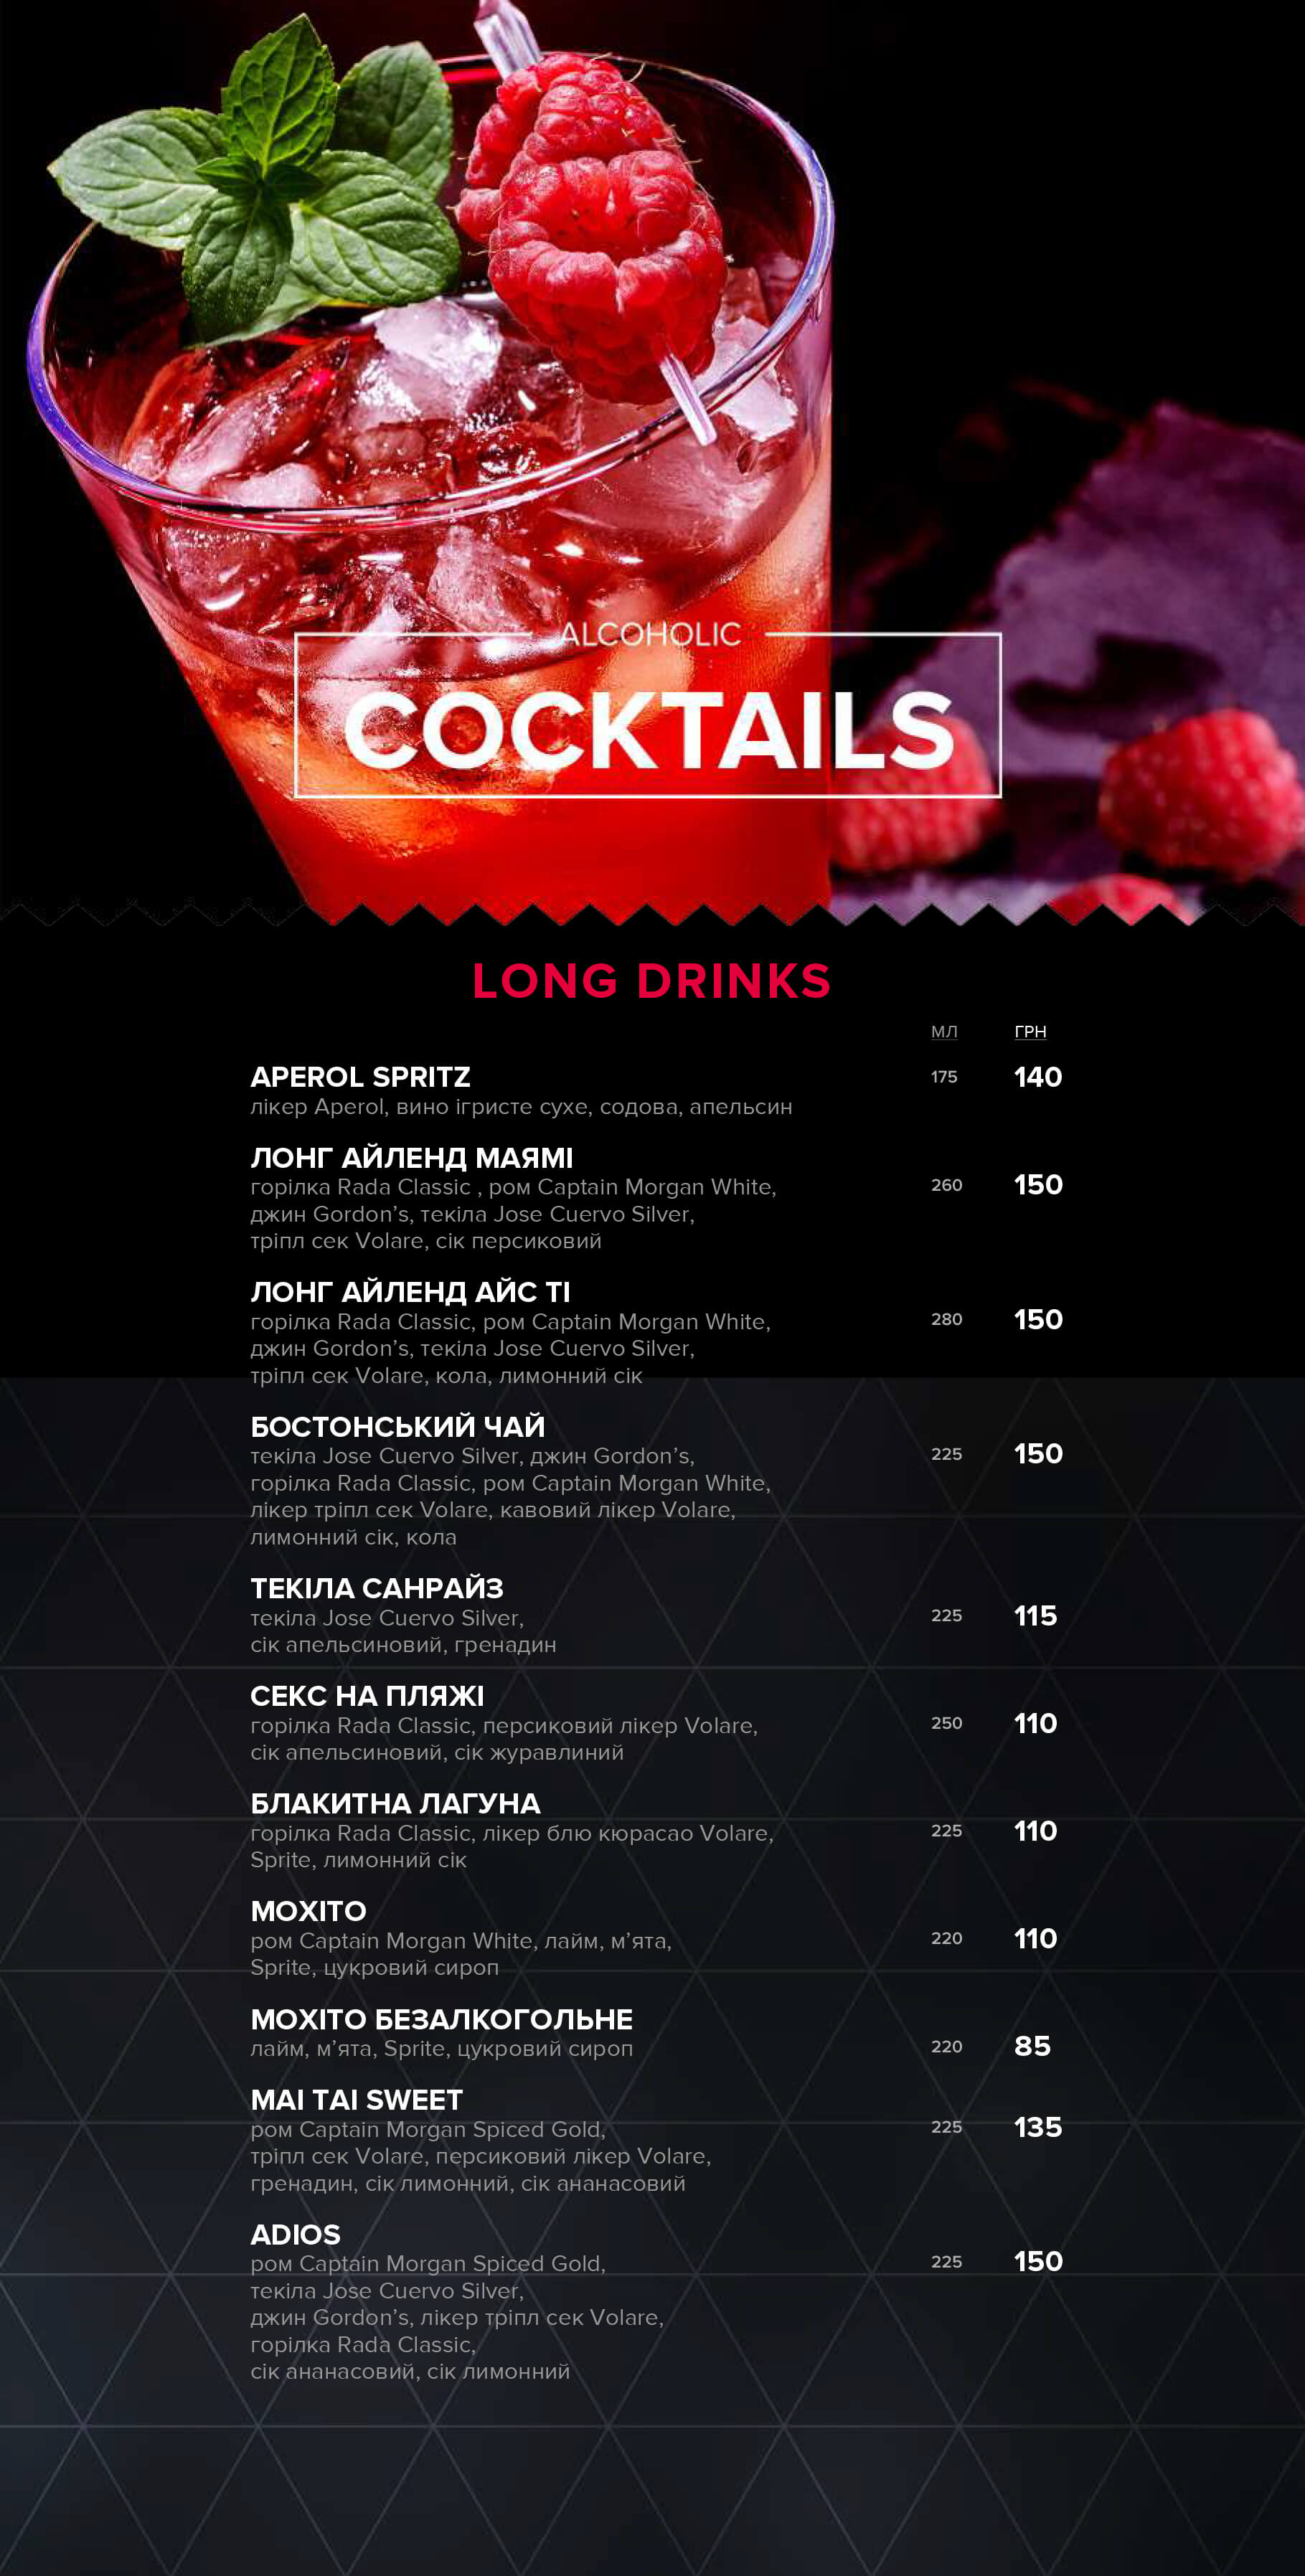 ALCOHOLIC
COCKTAILS
LONG DRINKS
МЛ ГРН
APEROL SPRITZ 175 140
лікер Aperol, вино ігристе сухе, содова, апельсин
ЛОНГ АЙЛЕНД МАЯМІ
горілка Rada Classic , ром Captain Morgan White, 260 150
джин Gordon’s, текіла Jose Cuervo Silver,
тріпл сек Volare, сік персиковий
ЛОНГ АЙЛЕНД АЙС ТІ
горілка Rada Classic, ром Captain Morgan White, 280 150
джин Gordon’s, текіла Jose Cuervo Silver,
тріпл сек Volare, кола, лимонний сік
БОСТОНСЬКИЙ ЧАЙ
текіла Jose Cuervo Silver, джин Gordon’s, 225 150
горілка Rada Classic, ром Captain Morgan White,
лікер тріпл сек Volare, кавовий лікер Volare,
лимонний сік, кола
ТЕКІЛА САНРАЙЗ
текіла Jose Cuervo Silver, 225 115
сік апельсиновий, гренадин
СЕКС НА ПЛЯЖІ
горілка Rada Classic, персиковий лікер Volare, 250 110
сік апельсиновий, сік журавлиний
БЛАКИТНА ЛАГУНА
горілка Rada Classic, лікер блю кюрасао Volare, 225 110
Sprite, лимонний сік
МОХІТО
ром Captain Morgan White, лайм, м’ята, 220 110
Sprite, цукровий сироп
МОХІТО БЕЗАЛКОГОЛЬНЕ
лайм, м’ята, Sprite, цукровий сироп 220 85
MAI TAI SWEET
ром Captain Morgan Spiced Gold, 225 135
тріпл сек Volare, персиковий лікер Volare,
гренадин, сік лимонний, сік ананасовий
ADIOS
ром Captain Morgan Spiced Gold, 225 150
текіла Jose Cuervo Silver,
джин Gordon’s, лікер тріпл сек Volare,
горілка Rada Classic,
сік ананасовий, сік лимонний